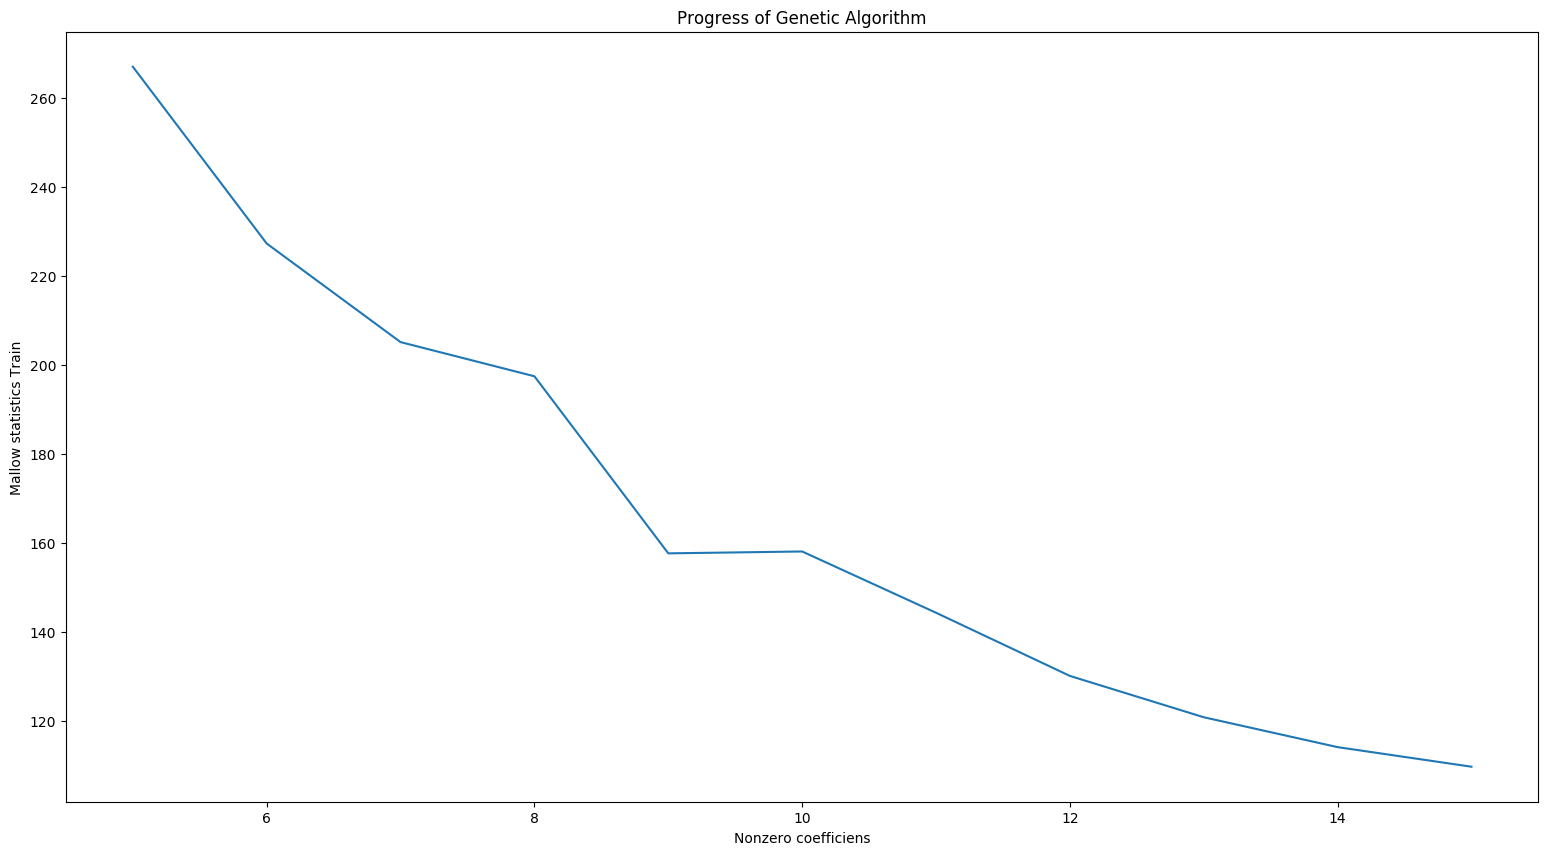 Progress of Genetic Algorithm
260
240
220
200
180
160
140
120
Mallow statistics Train
6 8 10 12 14
Nonzero coefficiens